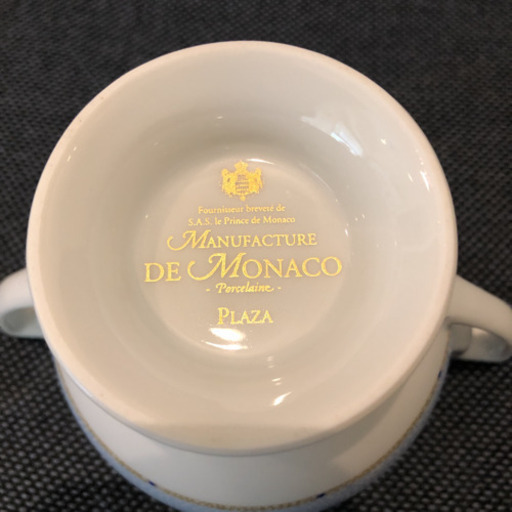 Fournisseur breveté de
S.A.S. le Prince de Monaco
MANUFACTURE
DE MONACO
- Porcelaine -
PLAZA